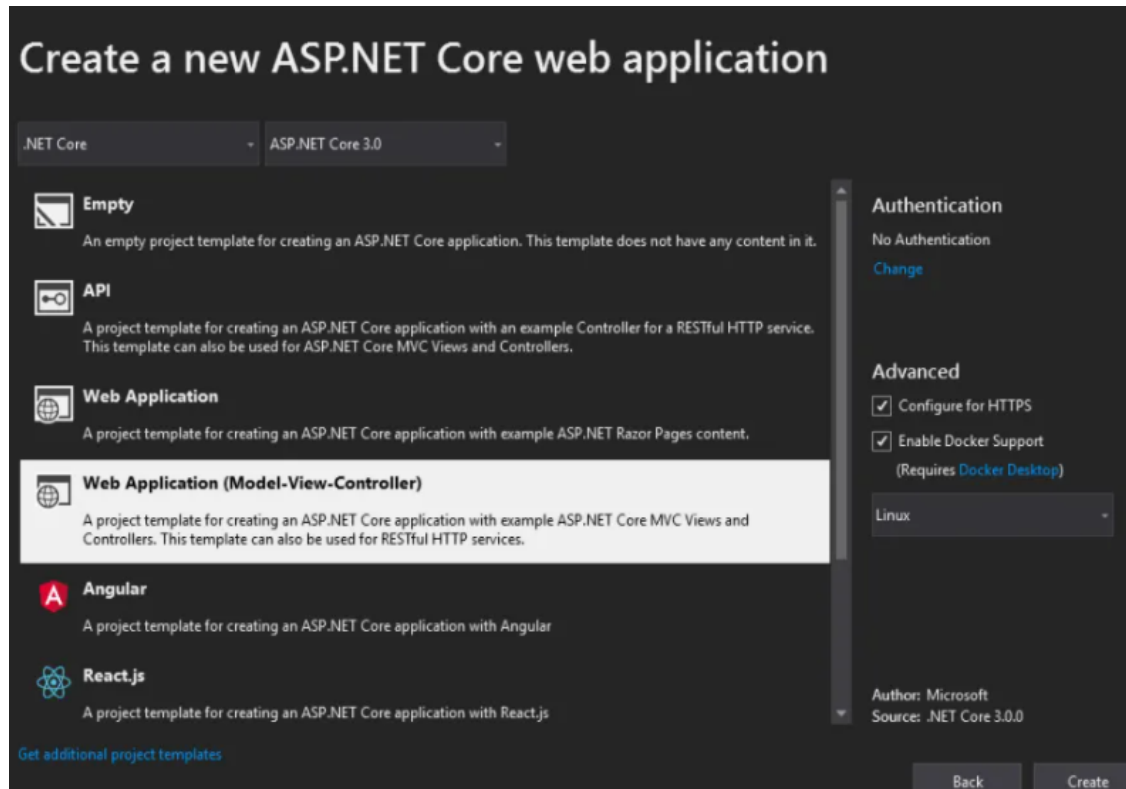 Create a new ASP.NET Core web application
.NET Core
ASP.NET Core 3.0
Empty
An empty project template for creating an ASP.NET Core application. This template does not have any content in it.
API
A project template for creating an ASP.NET Core application with an example Controller for a RESTful HTTP service.
This template can also be used for ASP.NET Core MVC Views and Controllers.
Web Application
A project template for creating an ASP.NET Core application with example ASP.NET Razor Pages content.
Web Application (Model-View-Controller)
A project template for creating an ASP.NET Core application with example ASP.NET Core MVC Views and
Controllers. This template can also be used for RESTful HTTP services.
Angular
A project template for creating an ASP.NET Core application with Angular
React.js
A project template for creating an ASP.NET Core application with React.js
Get additional project templates
Authentication
No Authentication
Change
Advanced
Configure for HTTPS
Enable Docker Support
(Requires Docker Desktop)
Linux
Author: Microsoft
Source: .NET Core 3.0.0
Back
Create